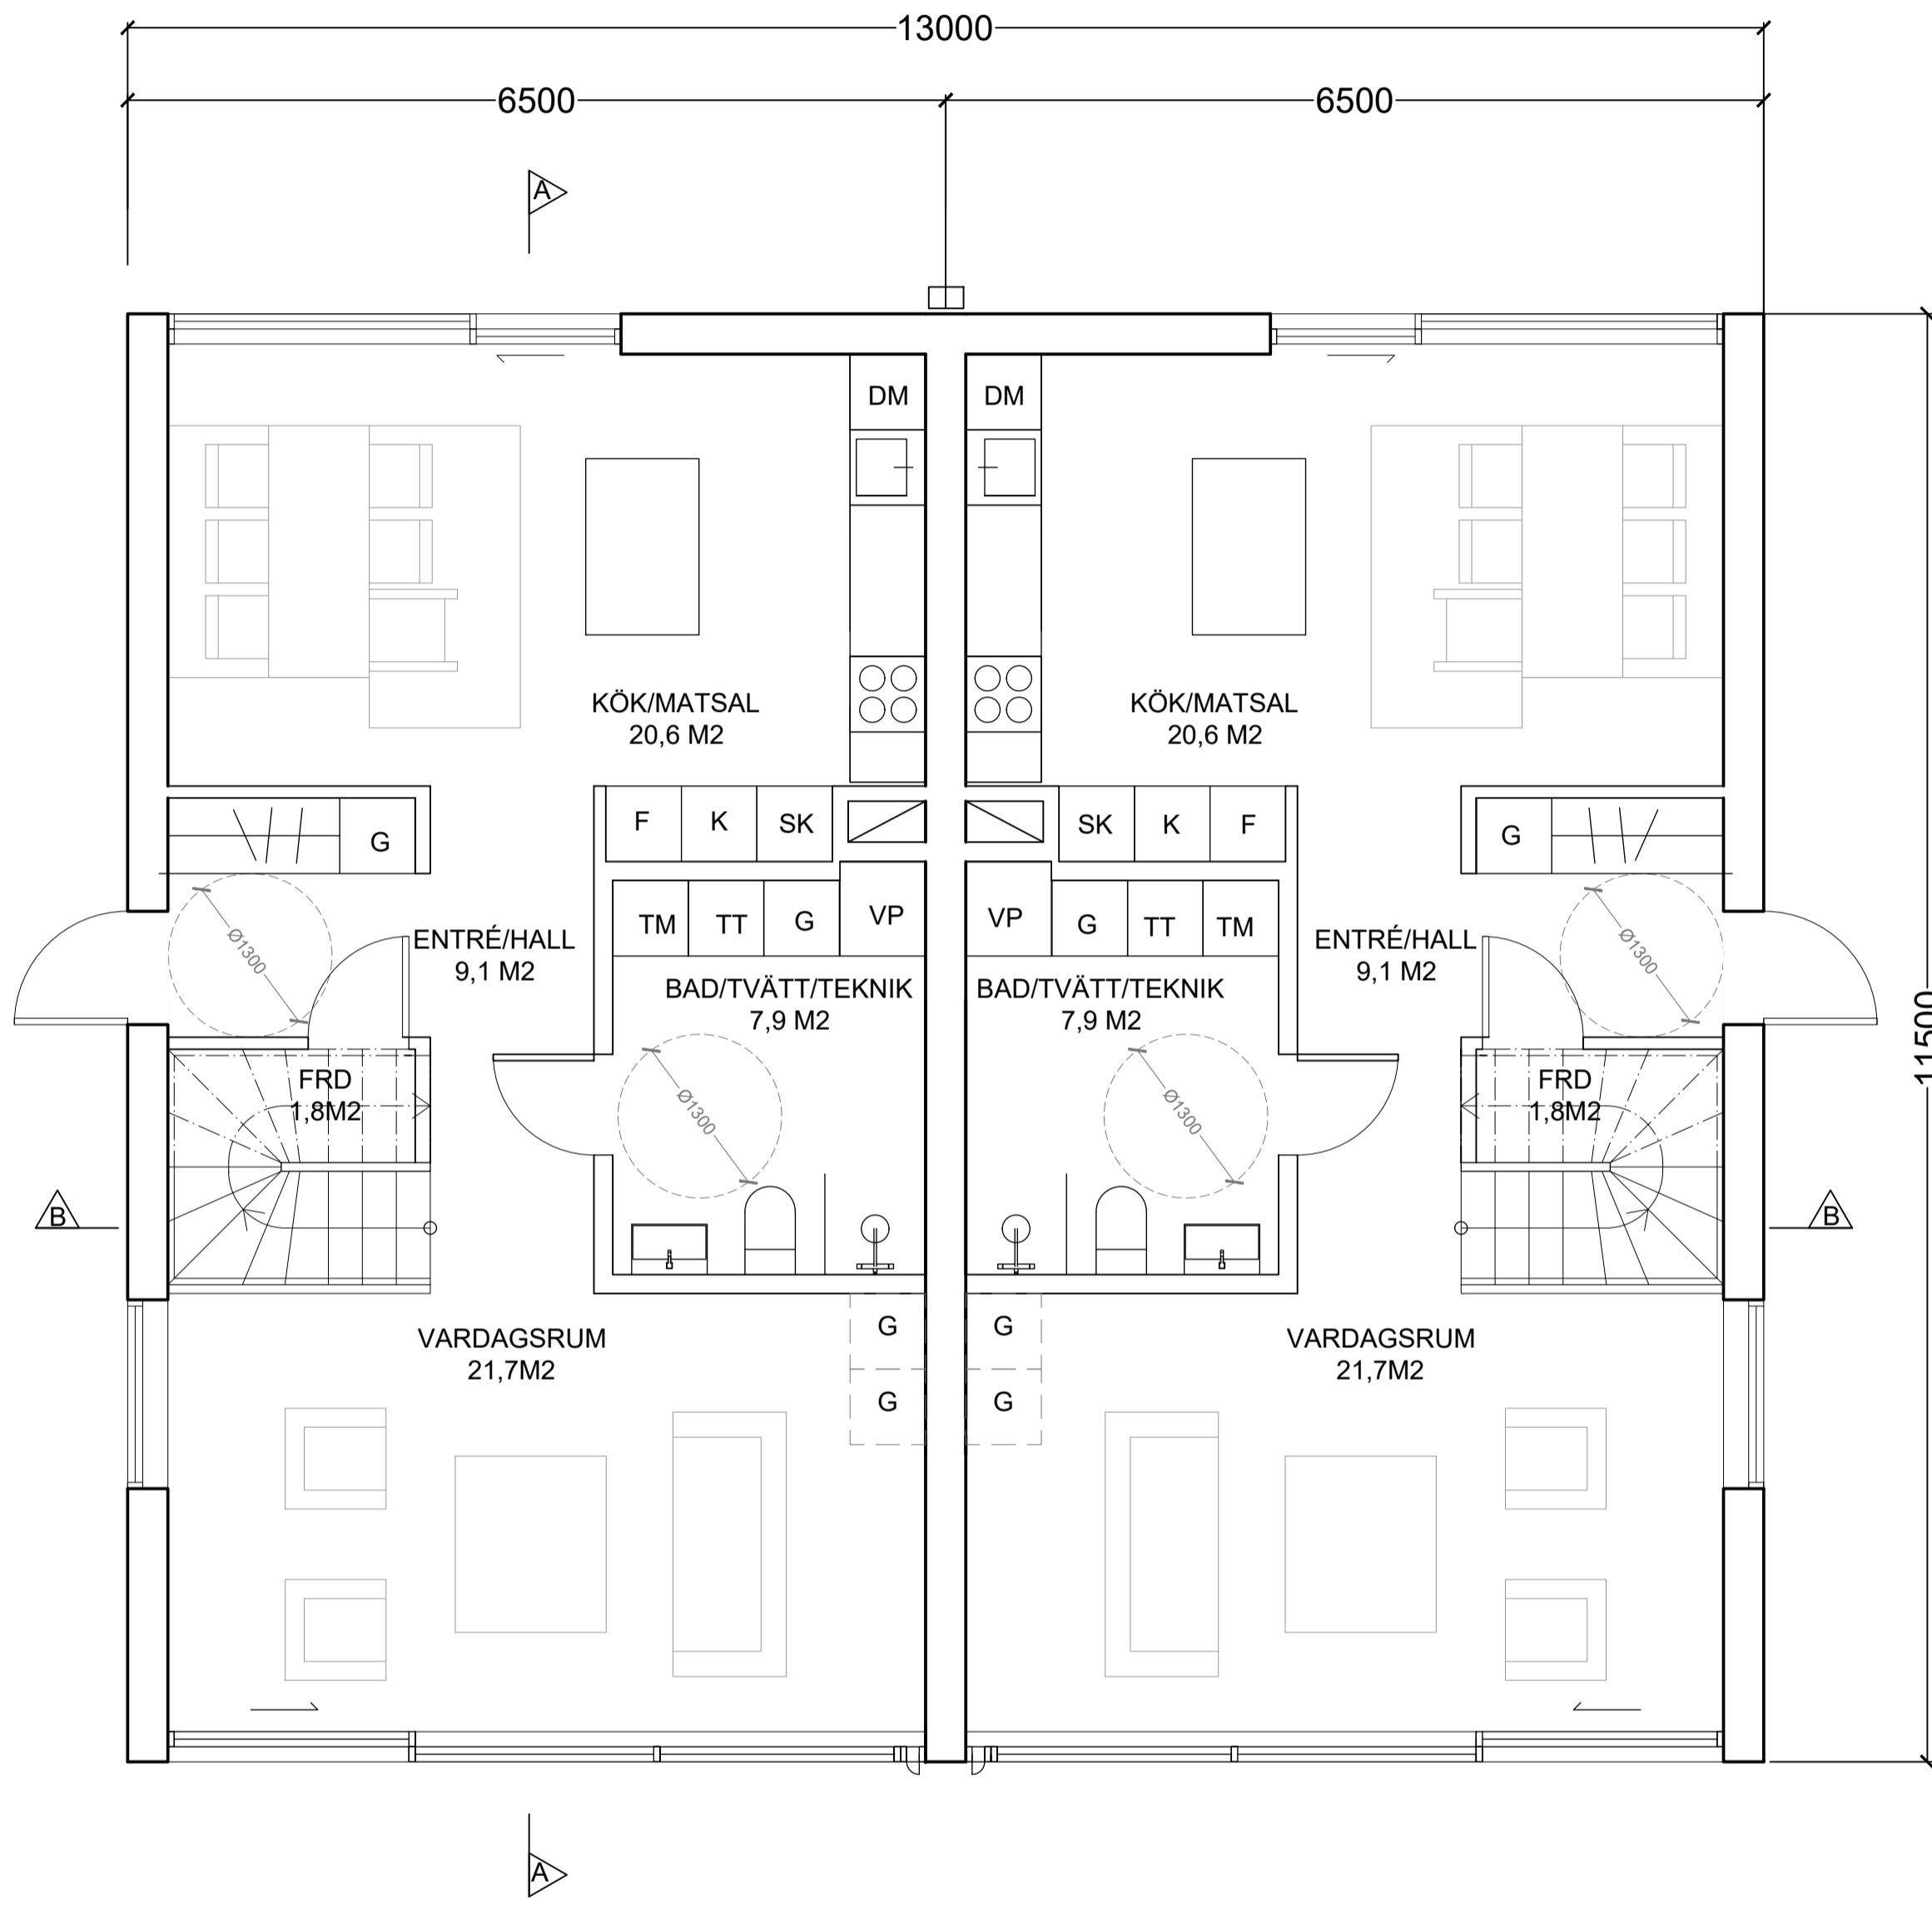 13000
6500
6500
A
DM
DM
KÖK/MATSAL
20,6 M2
KÖK/MATSAL
20,6 M2
F
K
SK
SK
K
F
G
G
TM
TT
G
VP
VP
G
TT
TM
ENTRÉ/HALL
9,1 M2
ENTRÉ/HALL
9,1 M2
Ø1300
Ø1300
BAD/TVÄTT/TEKNIK
7,9 M2
BAD/TVÄTT/TEKNIK
7,9 M2
11500
FRD
1,8M2
FRD
1,8M2
Ø1300
Ø1300
B
B
VARDAGSRUM
21,7M2
VARDAGSRUM
21,7M2
G
G
G
G
A